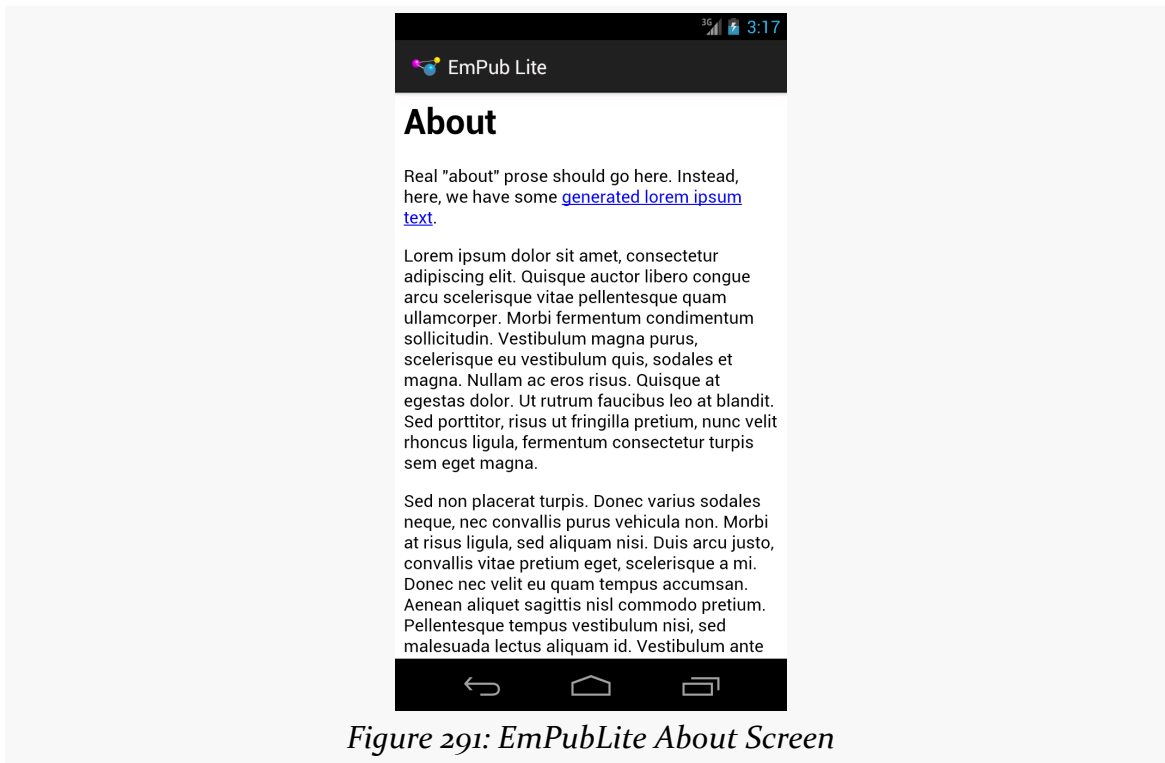 3G 3:17
EmPub Lite
About
Real "about" prose should go here. Instead,
here, we have some generated lorem ipsum
text.
Lorem ipsum dolor sit amet, consectetur
adipiscing elit. Quisque auctor libero congue
arcu scelerisque vitae pellentesque quam
ullamcorper. Morbi fermentum condimentum
sollicitudin. Vestibulum magna purus,
scelerisque eu vestibulum quis, sodales et
magna. Nullam ac eros risus. Quisque at
egestas dolor. Ut rutrum faucibus leo at blandit.
Sed porttitor, risus ut fringilla pretium, nunc velit
rhoncus ligula, fermentum consectetur turpis
sem eget magna.
Sed non placerat turpis. Donec varius sodales
neque, nec convallis purus vehicula non. Morbi
at risus ligula, sed aliquam nisi. Duis arcu justo,
convallis vitae pretium eget, scelerisque a mi.
Donec nec velit eu quam tempus accumsan.
Aenean aliquet sagittis nisl commodo pretium.
Pellentesque tempus vestibulum nisi, sed
malesuada lectus aliquam id. Vestibulum ante
Figure 291: EmPubLite About Screen